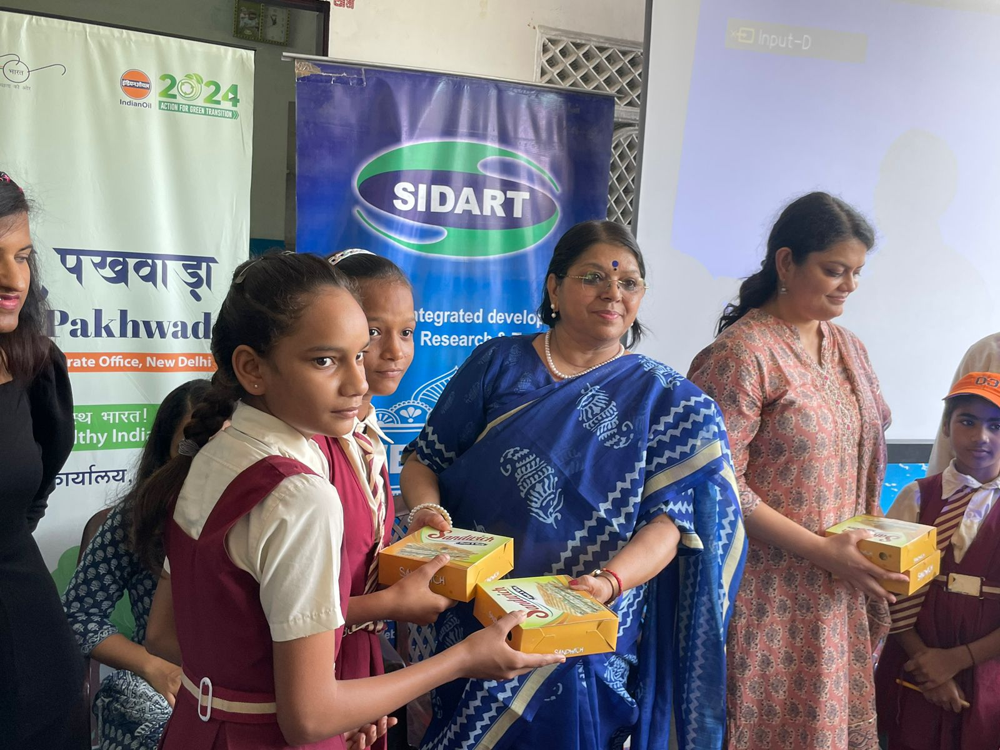 भारत
इंडियनऑयल
IndianOil
2024
ACTION FOR GREEN TRANSITION
पखवाड़ा
Pakhwad
rate Office, New Delhi
स्थ भारत!
lthy India
कार्यालय,
SIDART
ntegrated develop
Research &
Input-D
Sandwich
SANDWICH
Sandwich
SANDWICH
SANDWICH